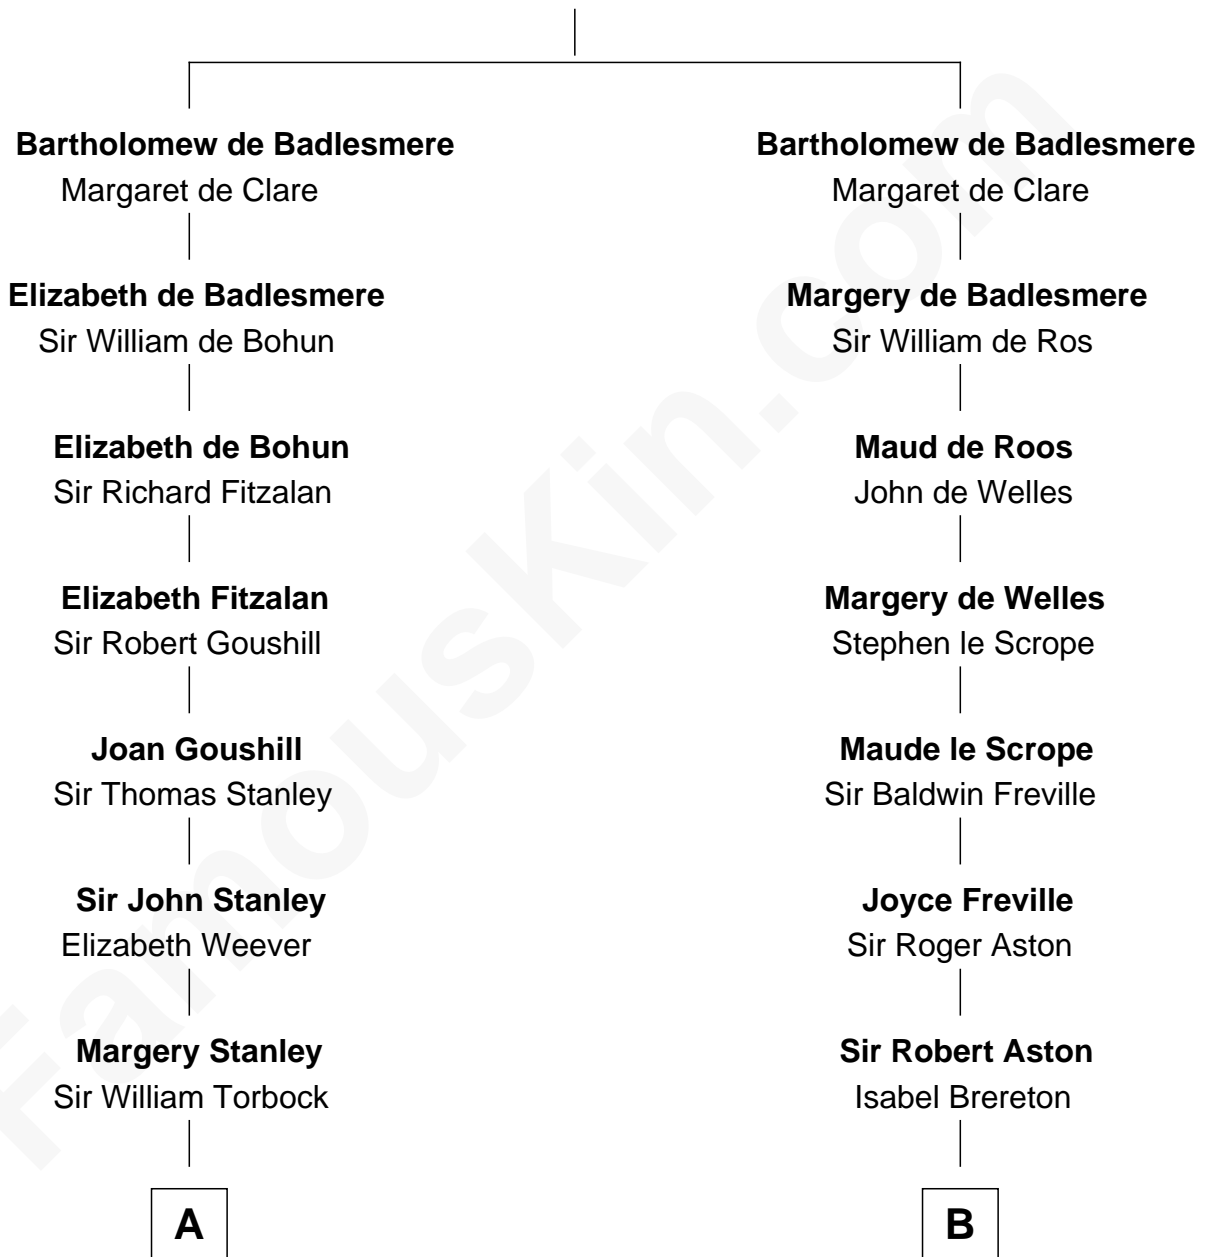 Bartholomew de Badlesmere
Margaret de Clare
Elizabeth de Badlesmere
Sir William de Bohun
Elizabeth de Bohun
Sir Richard Fitzalan
Elizabeth Fitzalan
Sir Robert Goushill
Joan Goushill
Sir Thomas Stanley
Sir John Stanley
Elizabeth Weever
Margery Stanley
Sir William Torbock
A
Bartholomew de Badlesmere
Margaret de Clare
Margery de Badlesmere
Sir William de Ros
Maud de Roos
John de Welles
Margery de Welles
Stephen le Scrope
Maude le Scrope
Sir Baldwin Freville
Joyce Freville
Sir Roger Aston
Sir Robert Aston
Isabel Brereton
B
FamousKin.com